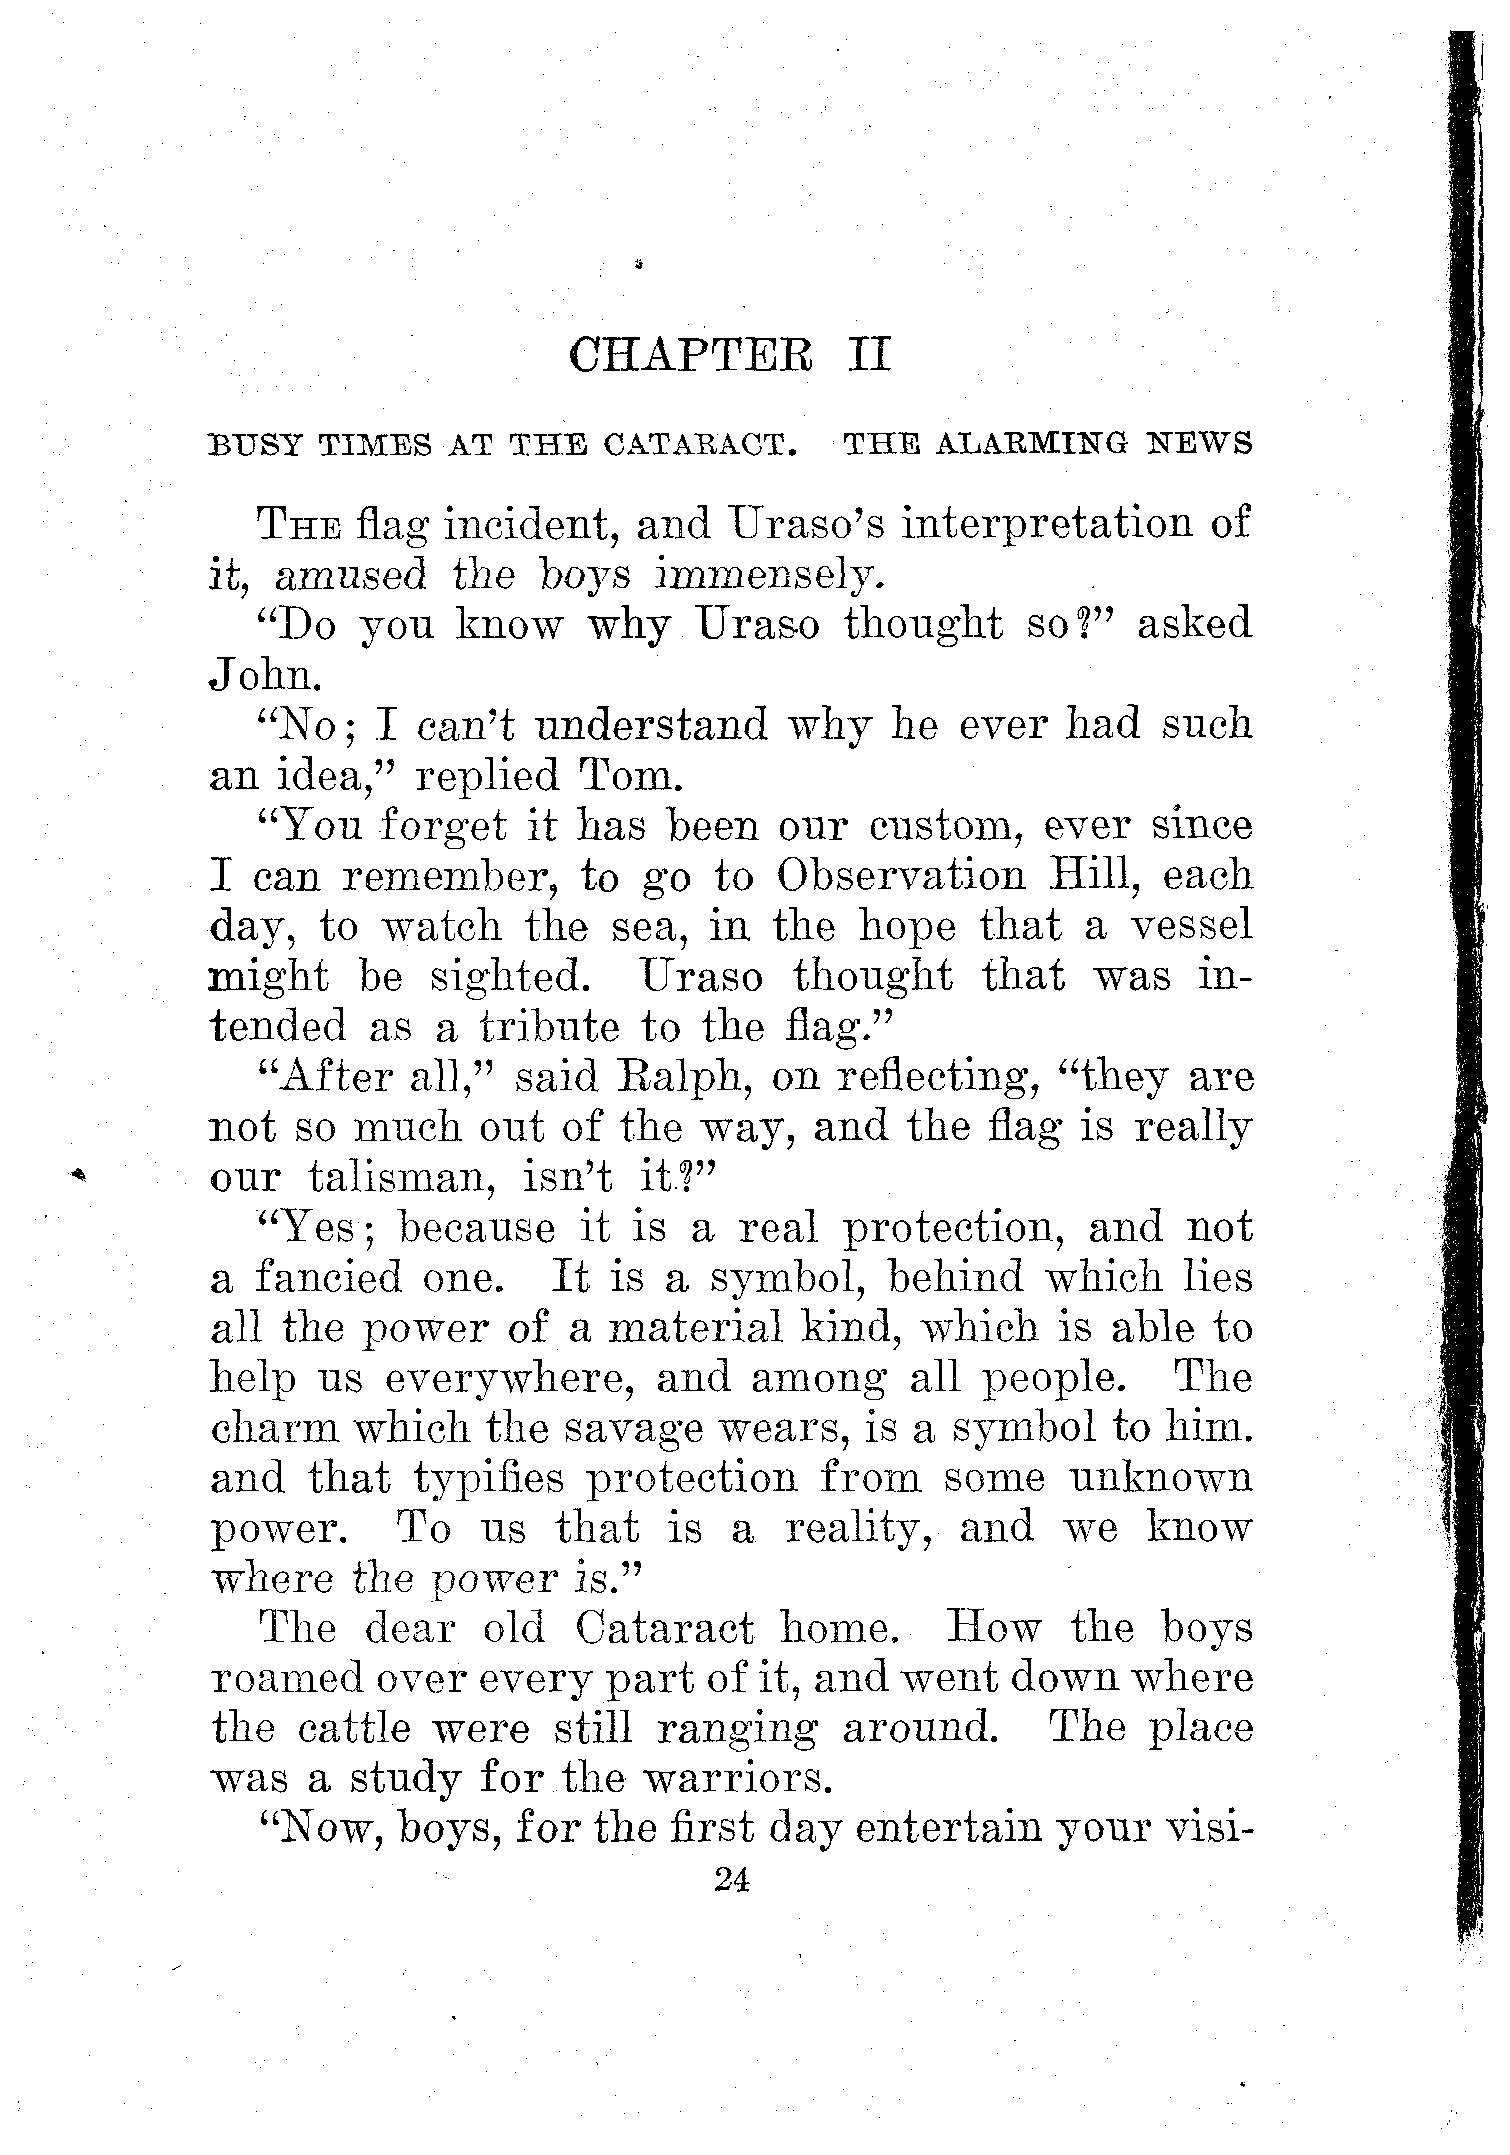 CHAPTER II
BUSY TIMES AT THE CATARACT. THE ALARMING NEWS
THE flag incident, and Uraso's interpretation of
it, amused the boys immensely.
"Do you know why Uraso thought so?" asked
John.
"No; I can't understand why he ever had such
an idea," replied Tom.
"You forget it has been our custom, ever since
I can remember, to go to Observation Hill, each
day, to watch the sea, in the hope that a vessel
might be sighted. Uraso thought that was in-
tended as a tribute to the flag."
"After all," said Ralph, on reflecting, "they are
not so much out of the way, and the flag is really
our talisman, isn't it?"
"Yes; because it is a real protection, and not
a fancied one. It is a symbol, behind which lies
all the power of a material kind, which is able to
help us everywhere, and among all people. The
charm which the savage wears, is a symbol to him.
and that typifies protection from some unknown
power. To us that is a reality, and we know
where the power is."
The dear old Cataract home. How the boys
roamed over every part of it, and went down where
the cattle were still ranging around. The place
was a study for the warriors.
"Now, boys, for the first day entertain your visi-
24